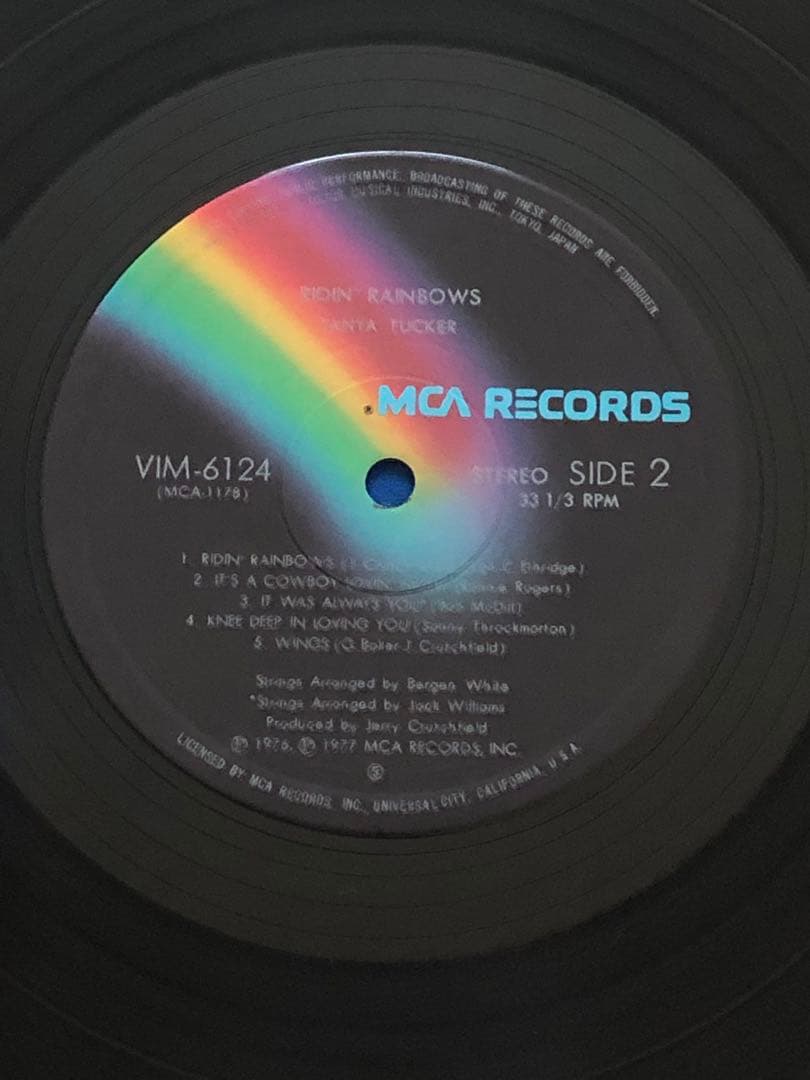 PERFORMANCE, BROADCASTING OF THESE RECORDS ARE FORBIDDEN.
MUSICAL INDUSTRIES, INC., TOKYO, JAPAN
RIDIN' RAINBOWS
TANYA TUCKER
MCA RECORDS
VIM-6124
(MCA-1178)
STEREO SIDE 2
33 1/3 RPM
1. RIDIN' RAINBOWS Ethridge)
2. IT'S A COWBOY LOVIN' Rogers)
3. IT WAS ALWAYS YOU (Bob McDill)
4. KNEE DEEP IN LOVING YOU (Sonny Throckmorton)
5. WINGS (G. Baker-J. Crutchfield)
Strings Arranged by Bergen White
*Strings Arranged by Jack Williams
Produced by Jerry Crutchfield
Ⓟ 1976, Ⓟ 1977 MCA RECORDS, INC.
LICENSED BY MCA RECORDS, INC., UNIVERSAL CITY, CALIFORNIA, U.S.A.